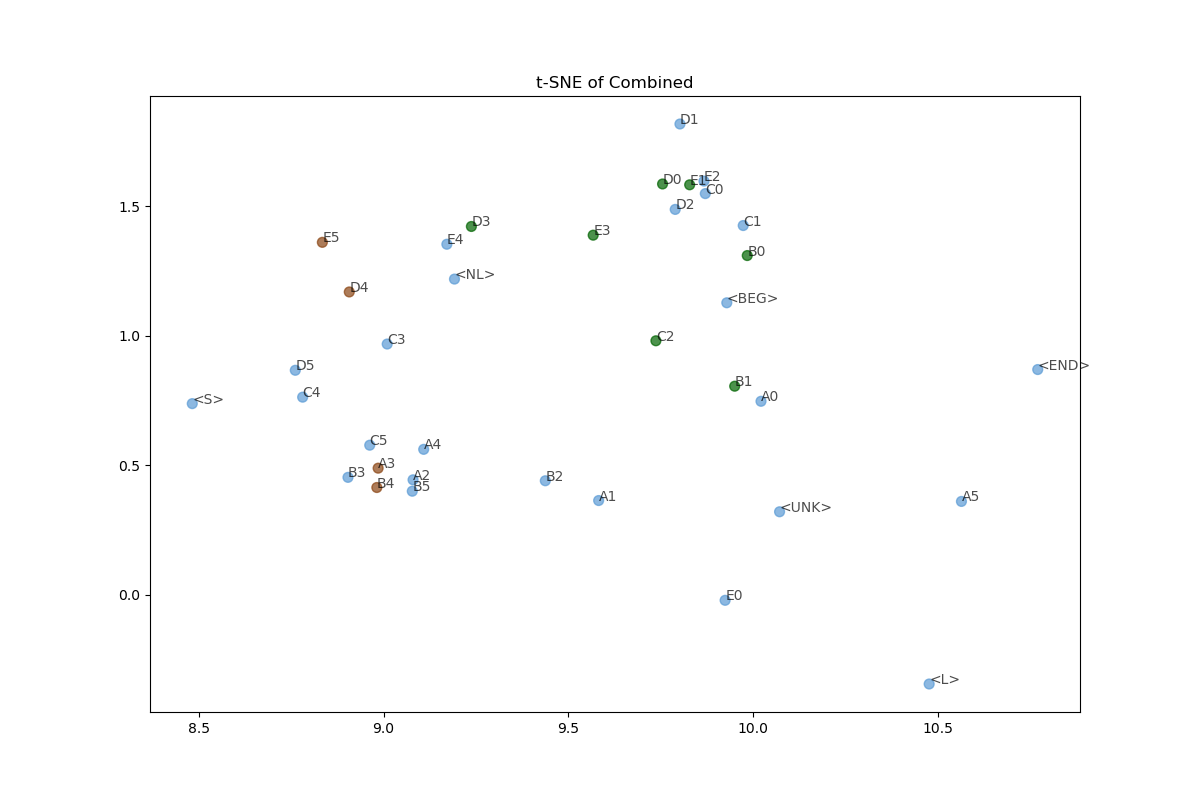 t-SNE of Combined
D1
D0
E1
E2
C0
D2
C1
D3
E3
E4
E5
B0
<NL>
D4
<BEG>
C3
C2
D5
<END>
B1
A0
C4
<S>
C5
A4
A3
B3
A2
B4
B5
B2
A1
A5
<UNK>
E0
<L>
1.5
1.0
0.5
0.0
8.5 9.0 9.5 10.0 10.5